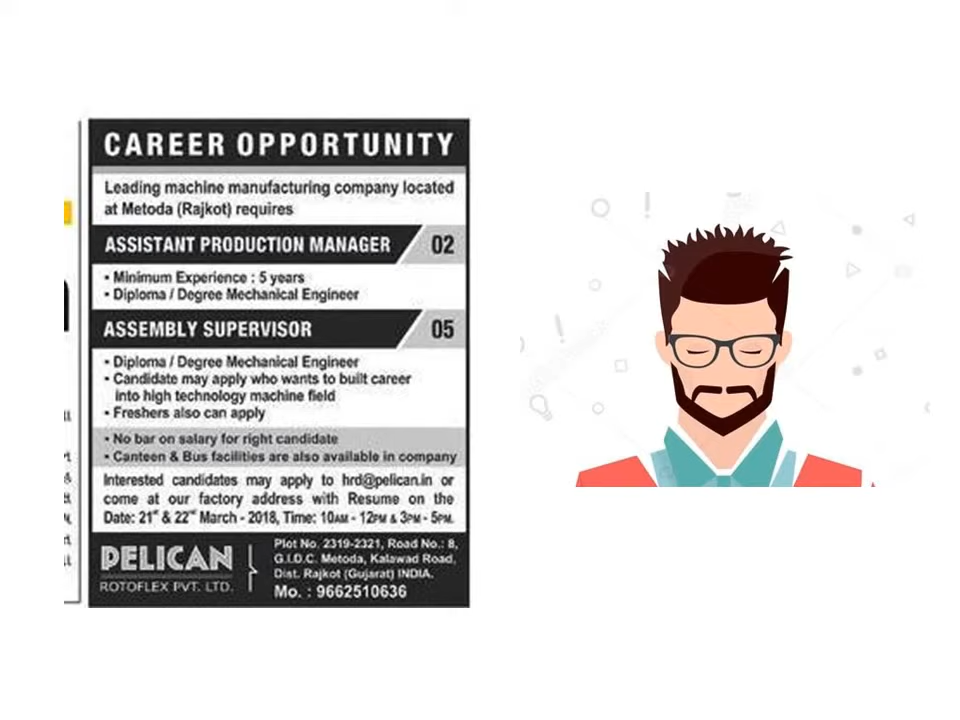 CAREER OPPORTUNITY
Leading machine manufacturing company located
at Metoda (Rajkot) requires
ASSISTANT PRODUCTION MANAGER 02
• Minimum Experience : 5 years
• Diploma / Degree Mechanical Engineer
ASSEMBLY SUPERVISOR 05
• Diploma / Degree Mechanical Engineer
• Candidate may apply who wants to built career
into high technology machine field
• Freshers also can apply
• No bar on salary for right candidate
• Canteen & Bus facilities are also available in company
Interested candidates may apply to hrd@pelican.in or
come at our factory address with Resume on the
Date: 21st & 22nd March - 2018, Time: 10AM - 12PM & 3PM - 5PM.
PELICAN
ROTOFLEX PVT. LTD.
Plot No. 2319-2321, Road No.: 8,
G.I.D.C. Metoda, Kalawad Road,
Dist. Rajkot (Gujarat) INDIA.
Mo. : 9662510636